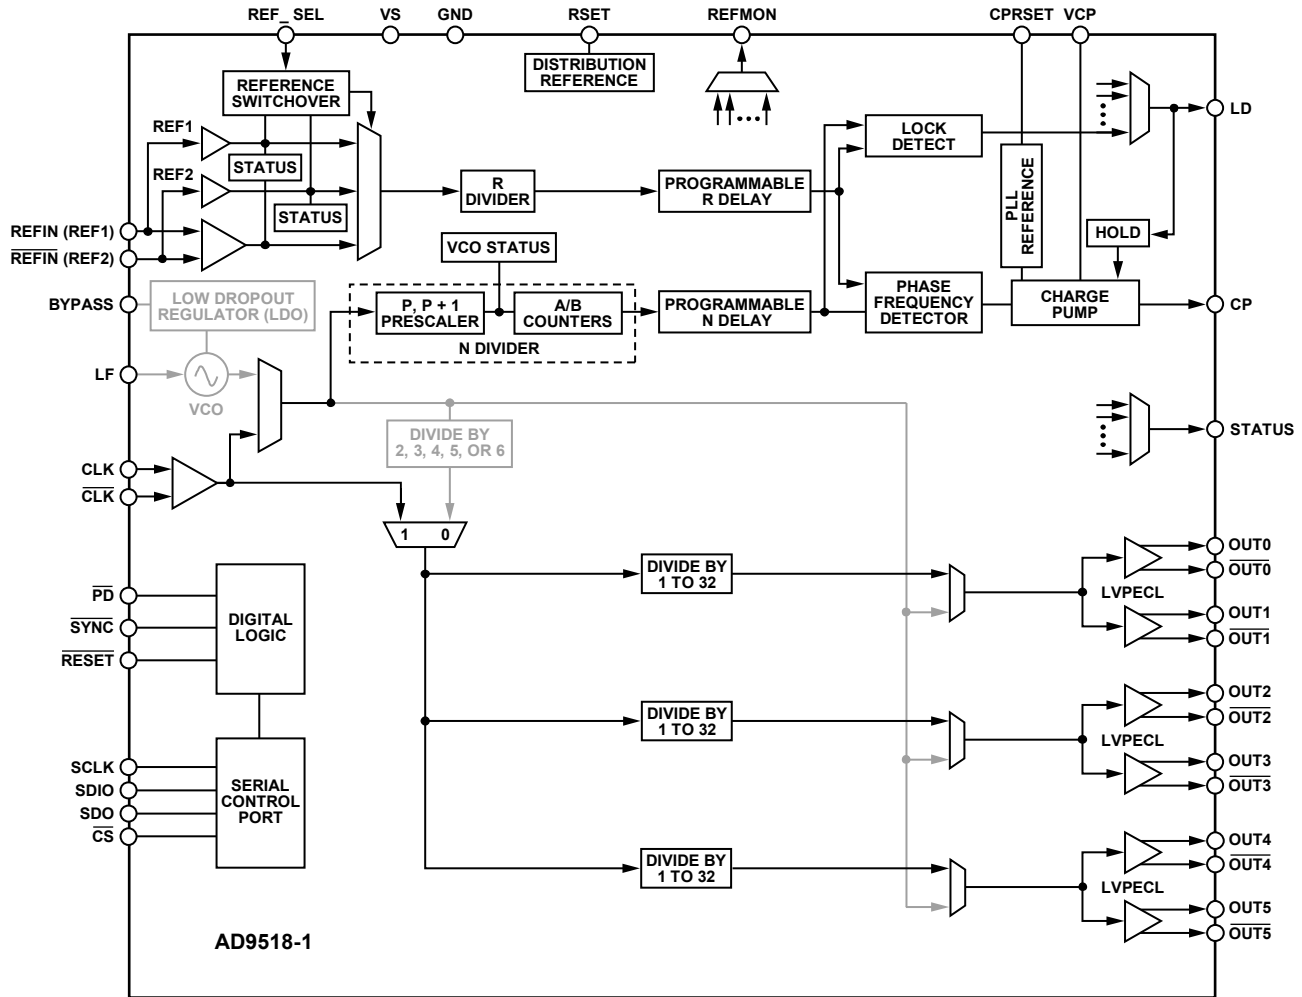 REF_SEL VS GND RSET REFMON CPRSET VCP
DISTRIBUTION
REFERENCE
REFERENCE
SWITCHOVER
REF1
STATUS
REF2
STATUS
R
DIVIDER
PROGRAMMABLE
R DELAY
LOCK
DETECT
LD
PLL
REFERENCE
HOLD
REFIN (REF1)
REFIN (REF2)
VCO STATUS
BYPASS
LOW DROPOUT
REGULATOR (LDO)
P, P + 1
PRESCALER
A/B
COUNTERS
N DIVIDER
PROGRAMMABLE
N DELAY
PHASE
FREQUENCY
DETECTOR
CHARGE
PUMP
CP
LF
VCO
DIVIDE BY
2, 3, 4, 5, OR 6
STATUS
CLK
CLK
1 0
DIVIDE BY
1 TO 32
LVPECL
OUT0
OUT0
OUT1
OUT1
PD
SYNC
RESET
DIGITAL
LOGIC
DIVIDE BY
1 TO 32
LVPECL
OUT2
OUT2
OUT3
OUT3
SCLK
SDIO
SDO
CS
SERIAL
CONTROL
PORT
DIVIDE BY
1 TO 32
LVPECL
OUT4
OUT4
OUT5
OUT5
AD9518-1